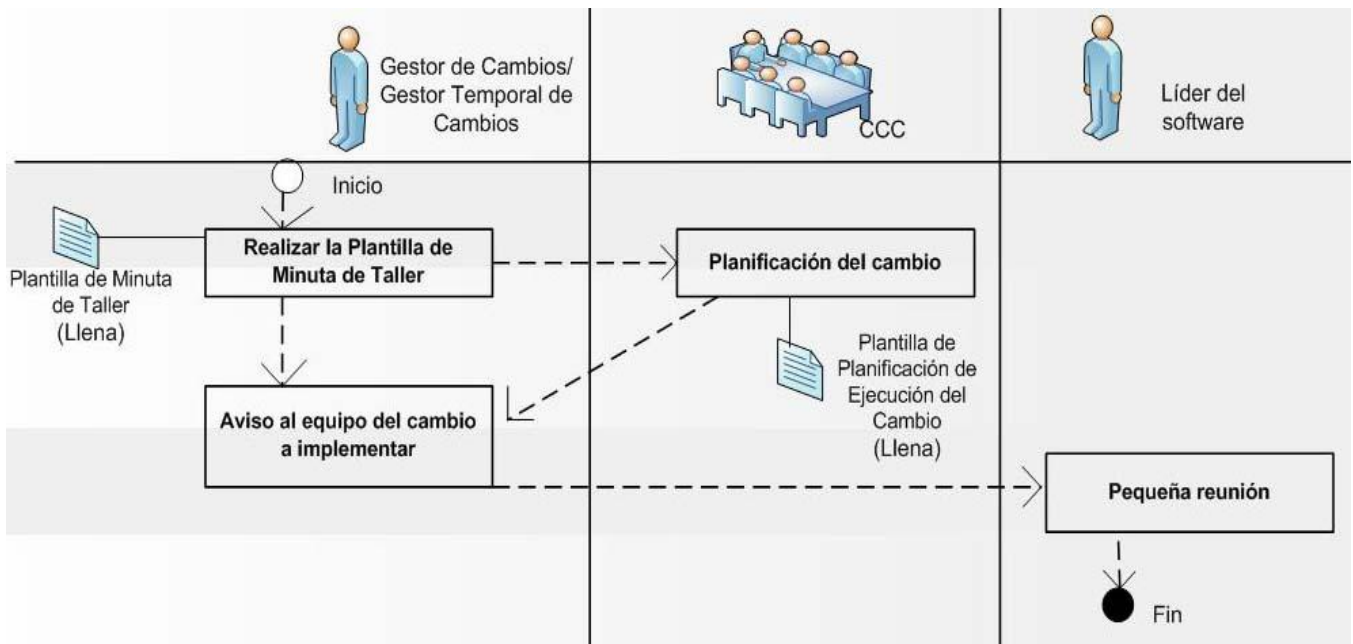 Gestor de Cambios/
Gestor Temporal de
Cambios
CCC
Líder del
software
Inicio
Plantilla de Minuta
de Taller
(Llena)
Realizar la Plantilla de
Minuta de Taller
Planificación del cambio
Plantilla de
Planificación de
Ejecución del
Cambio
(Llena)
Aviso al equipo del cambio
a implementar
Pequeña reunión
Fin